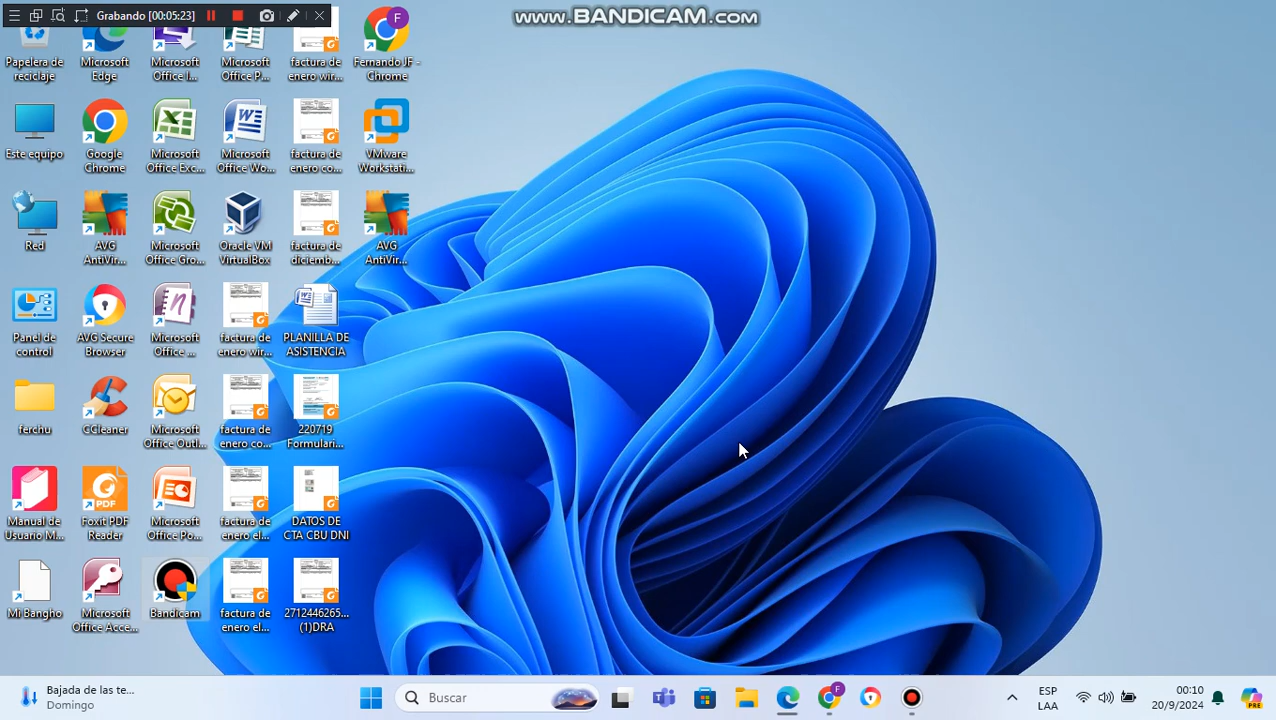 Grabando [00:05:23]
www.BANDICAM.com
Papelera de reciclaje
Microsoft Edge
Microsoft Office I...
Microsoft Office P...
factura de enero wir...
Fernando JF - Chrome
Este equipo
Google Chrome
Microsoft Office Exc...
Microsoft Office Wo...
factura de enero co...
VMware Workstati...
Red
AVG AntiVir...
Microsoft Office Gro...
Oracle VM VirtualBox
factura de diciemb...
AVG AntiVir...
Panel de control
AVG Secure Browser
Microsoft Office ...
factura de enero wir...
PLANILLA DE ASISTENCIA
ferchu
CCleaner
Microsoft Office Outl...
factura de enero co...
220719 Formulari...
Manual de Usuario M...
Foxit PDF Reader
Microsoft Office Po...
factura de enero el...
DATOS DE CTA CBU DNI
Mi Bangho
Microsoft Office Acce...
Bandicam
factura de enero el...
2712446265... (1)DRA
Bajada de las te...
Domingo
Buscar
ESP
LAA
00:10
20/9/2024